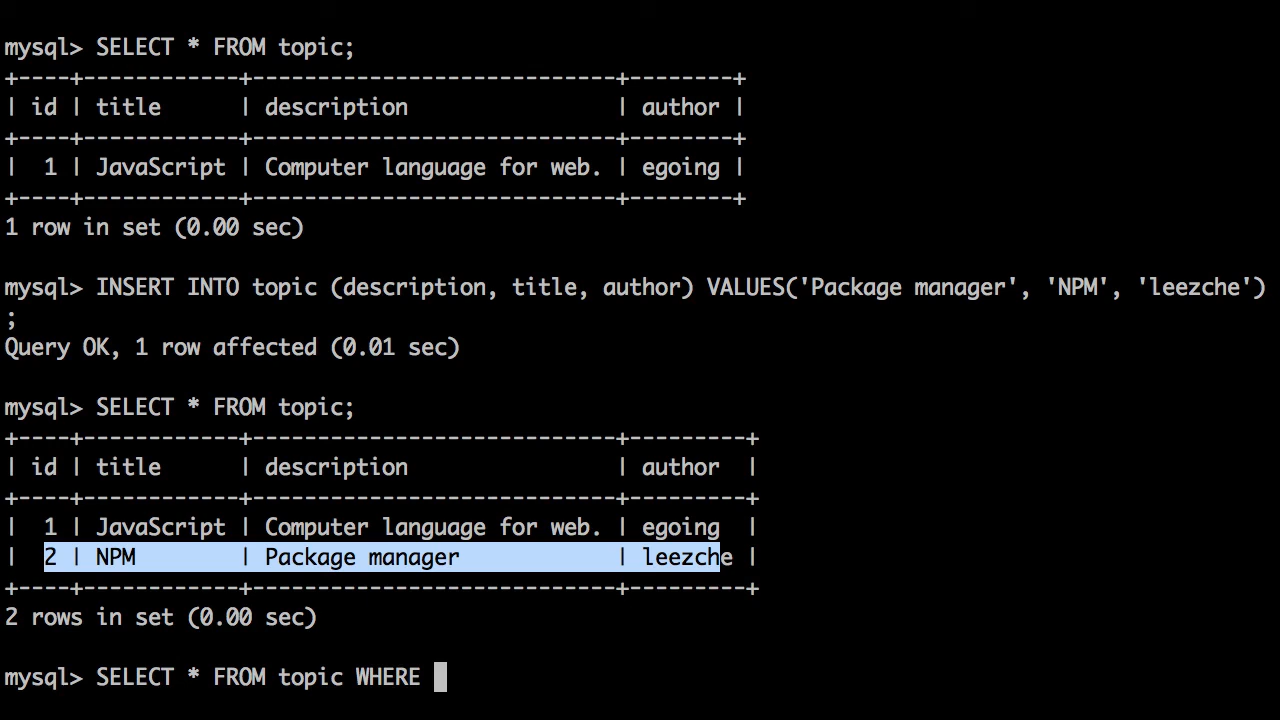 mysql> SELECT * FROM topic;
+----+------------+----------------------------+--------+
| id | title      | description                | author |
+----+------------+----------------------------+--------+
|  1 | JavaScript | Computer language for web. | egoing |
+----+------------+----------------------------+--------+
1 row in set (0.00 sec)
mysql> INSERT INTO topic (description, title, author) VALUES('Package manager', 'NPM', 'leezche')
;
Query OK, 1 row affected (0.01 sec)
mysql> SELECT * FROM topic;
+----+------------+----------------------------+---------+
| id | title      | description                | author  |
+----+------------+----------------------------+---------+
|  1 | JavaScript | Computer language for web. | egoing  |
|  2 | NPM        | Package manager            | leezche |
+----+------------+----------------------------+---------+
2 rows in set (0.00 sec)
mysql> SELECT * FROM topic WHERE